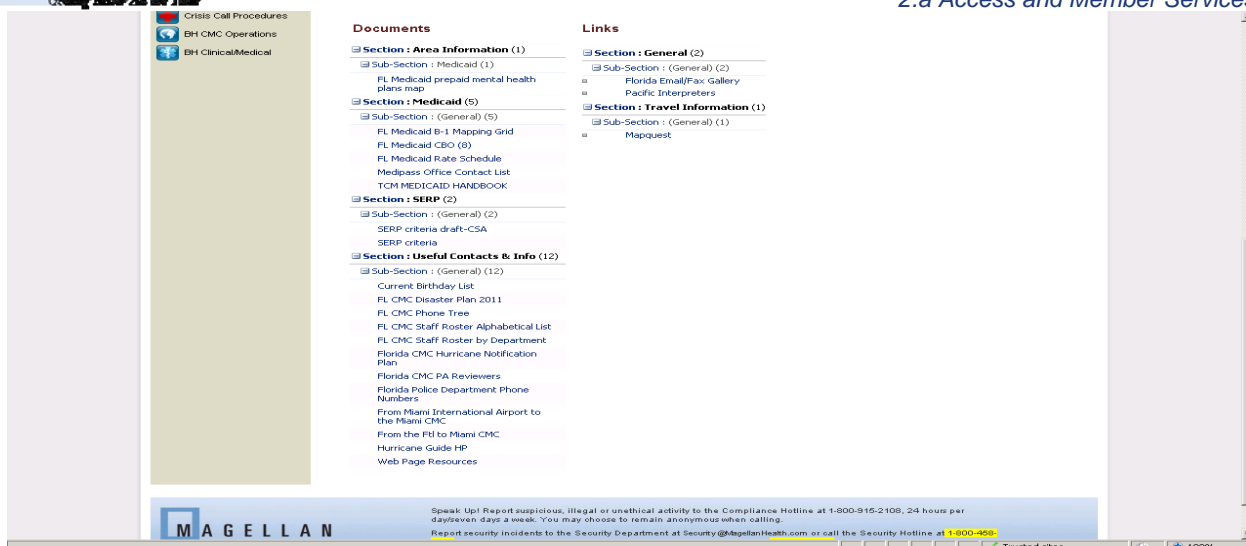 2.a Access and Member Services
Crisis Call Procedures
BH CMC Operations
BH Clinical/Medical
Documents
Section : Area Information (1)
Sub-Section : Medicaid (1)
FL Medicaid prepaid mental health
plans map
Section : Medicaid (5)
Sub-Section : (General) (5)
FL Medicaid B-1 Mapping Grid
FL Medicaid CBO (8)
FL Medicaid Rate Schedule
Medipass Office Contact List
TCM MEDICAID HANDBOOK
Section : SERP (2)
Sub-Section : (General) (2)
SERP criteria draft-CSA
SERP criteria
Section : Useful Contacts & Info (12)
Sub-Section : (General) (12)
Current Birthday List
FL CMC Disaster Plan 2011
FL CMC Phone Tree
FL CMC Staff Roster Alphabetical List
FL CMC Staff Roster by Department
Florida CMC Hurricane Notification
Plan
Florida CMC PA Reviewers
Florida Police Department Phone
Numbers
From Miami International Airport to
the Miami CMC
From the Ftl to Miami CMC
Hurricane Guide HP
Web Page Resources
Links
Section : General (2)
Sub-Section : (General) (2)
Florida Email/Fax Gallery
Pacific Interpreters
Section : Travel Information (1)
Sub-Section : (General) (1)
Mapquest
MAGELLAN
Speak Up! Report suspicious, illegal or unethical activity to the Compliance Hotline at 1-800-915-2108, 24 hours per
day/seven days a week. You may choose to remain anonymous when calling.
Report security incidents to the Security Department at Security@MagellanHealth.com or call the Security Hotline at 1-800-458-